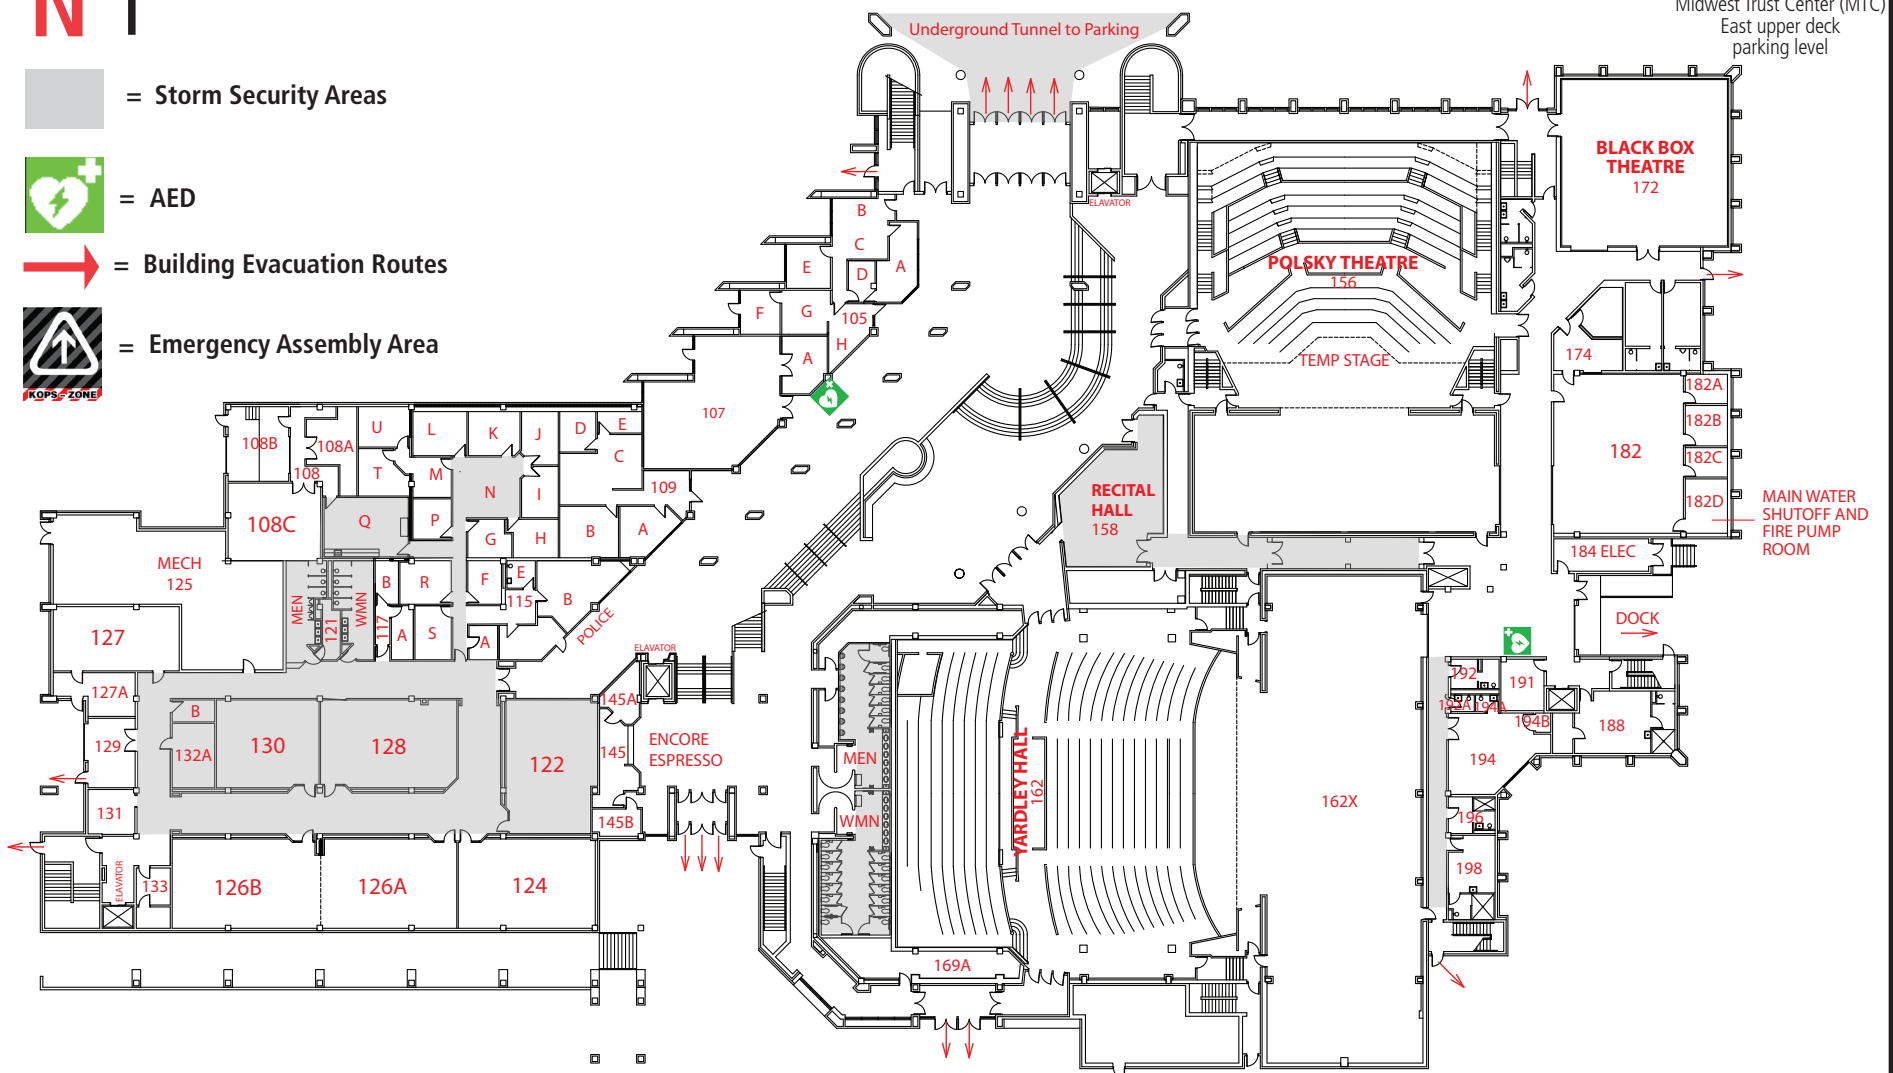 N
Midwest Trust Center (MTC)
East upper deck
parking level
= Storm Security Areas
= AED
= Building Evacuation Routes
= Emergency Assembly Area
KOPS - ZONE
Underground Tunnel to Parking
ELAVATOR
BLACK BOX
THEATRE
172
B
C
A
E
D
F
G
105
H
A
POLSKY THEATRE
156
TEMP STAGE
174
182A
182B
182
182C
182D
MAIN WATER
SHUTOFF AND
FIRE PUMP
ROOM
184 ELEC
DOCK
107
108B
108A
108
U
L
K
J
D
E
C
T
M
N
I
109
Q
P
G
H
B
A
108C
MECH
125
RECITAL
HALL
158
MEN
121
WMN
B
R
F
E
115
B
117
A
S
A
POLICE
127
ELAVATOR
127A
145A
B
130
128
122
129
132A
145
ENCORE
ESPRESSO
131
145B
126B
126A
124
133
ELAVATOR
MEN
WMN
YARDLEY HALL
162
169A
162X
192
191
192A
194A
194B
188
194
196
198